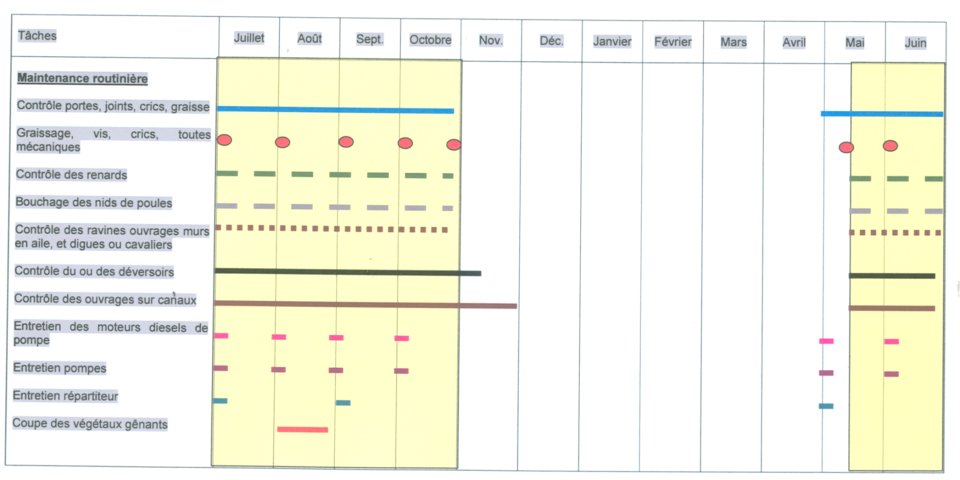 Tâches
Juillet Août Sept. Octobre Nov. Déc. Janvier Février Mars Avril Mai Juin
Maintenance routinière
Contrôle portes, joints, crics, graisse
Graissage, vis, crics, toutes
mécaniques
Contrôle des renards
Bouchage des nids de poules
Contrôle des ravines ouvrages murs
en aile, et digues ou cavaliers
Contrôle du ou des déversoirs
Contrôle des ouvrages sur canaux
Entretien des moteurs diesels de
pompe
Entretien pompes
Entretien répartiteur
Coupe des végétaux gênants